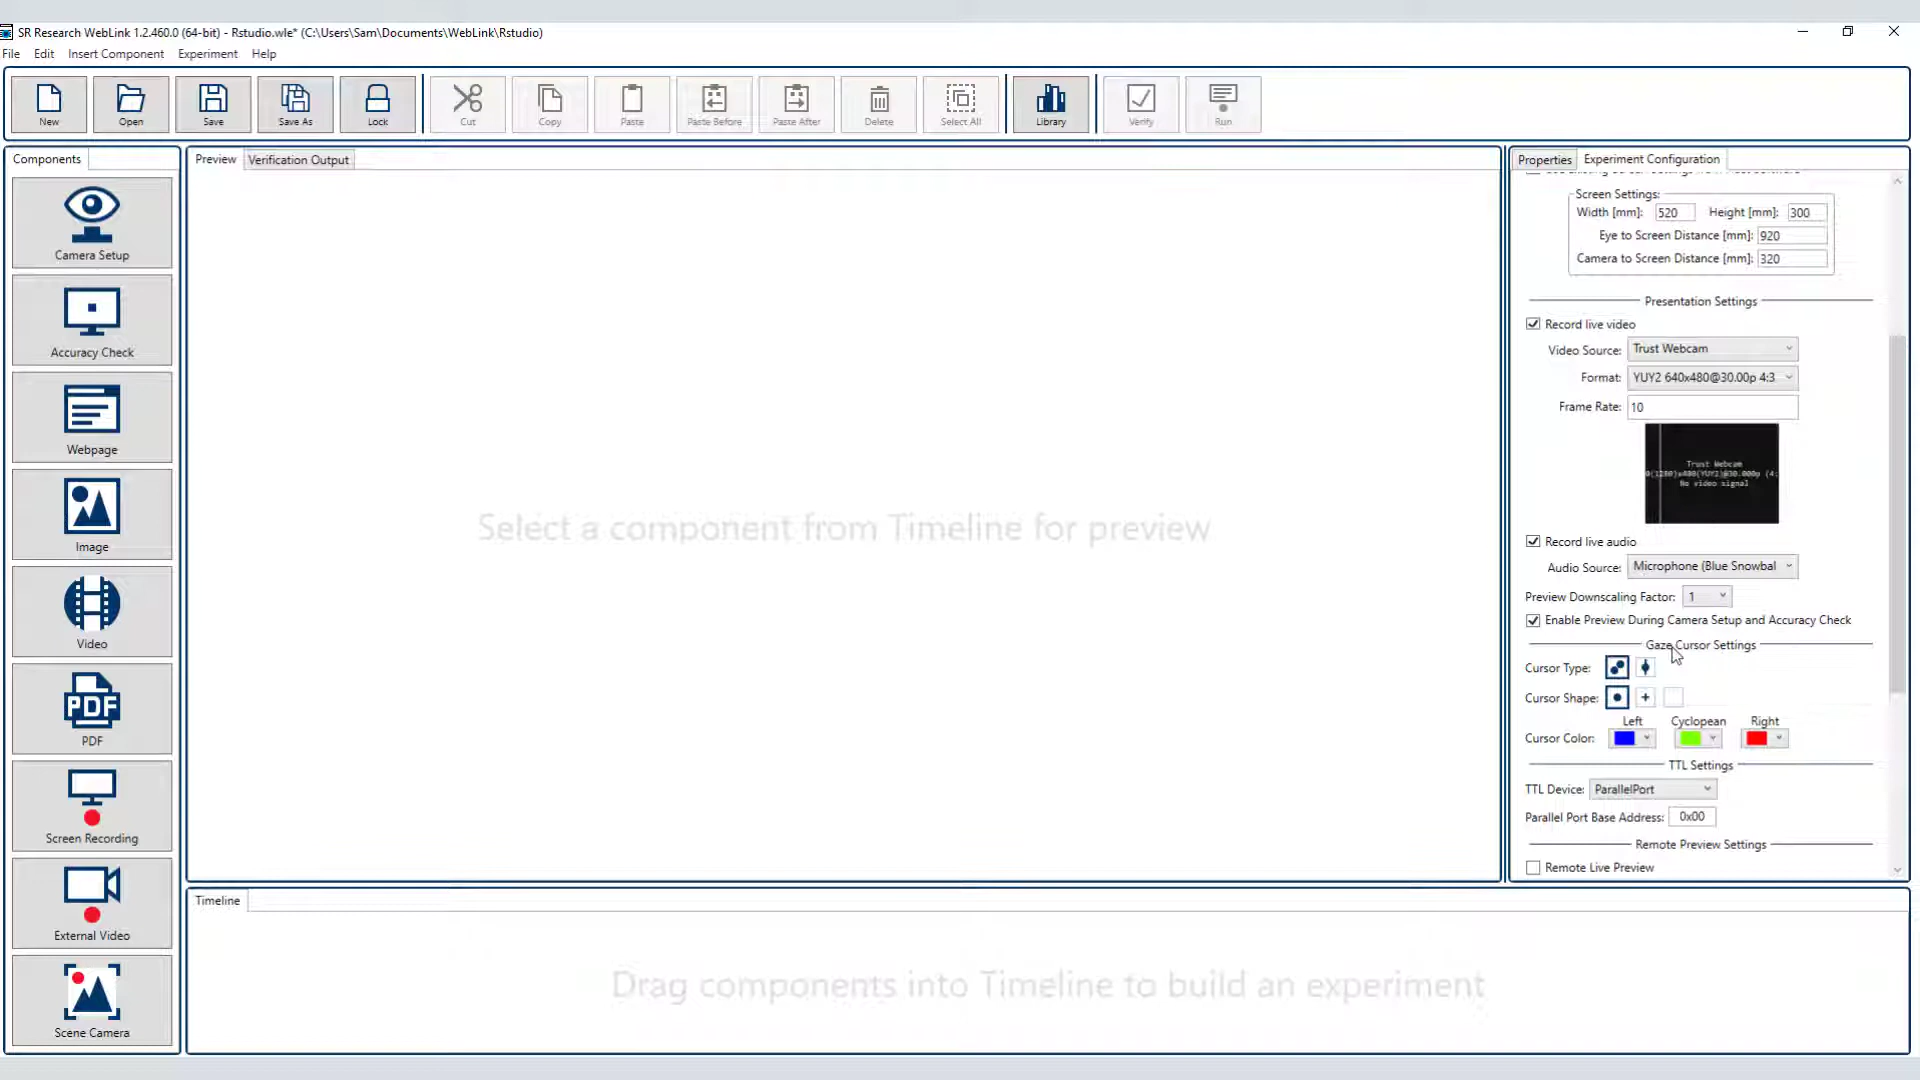 SR Research WebLink 1.2.460.0 (64-bit) - Rstudio.wle* (C:\Users\Sam\Documents\WebLink\Rstudio)
File Edit Insert Component Experiment Help
New Open Save Save As Lock Cut Copy Paste Paste Before Paste After Delete Select All Library Verify Run
Components
Camera Setup
Accuracy Check
Webpage
Image
Video
PDF
PDF
Screen Recording
External Video
Scene Camera
Preview Verification Output
Select a component from Timeline for preview
Timeline
Drag components into Timeline to build an experiment
Properties Experiment Configuration
Screen Settings:
Width [mm]: 520 Height [mm]: 300
Eye to Screen Distance [mm]: 920
Camera to Screen Distance [mm]: 320
Presentation Settings
Record live video
Video Source: Trust Webcam
Format: YUY2 640x480@30.00p 4:3
Frame Rate: 10
Trust Webcam
No video signal
Record live audio
Audio Source: Microphone (Blue Snowbal
Preview Downscaling Factor: 1
Enable Preview During Camera Setup and Accuracy Check
Gaze Cursor Settings
Cursor Type:
Cursor Shape:
Left Cyclopean Right
Cursor Color:
TTL Settings
TTL Device: ParallelPort
Parallel Port Base Address: 0x00
Remote Preview Settings
Remote Live Preview